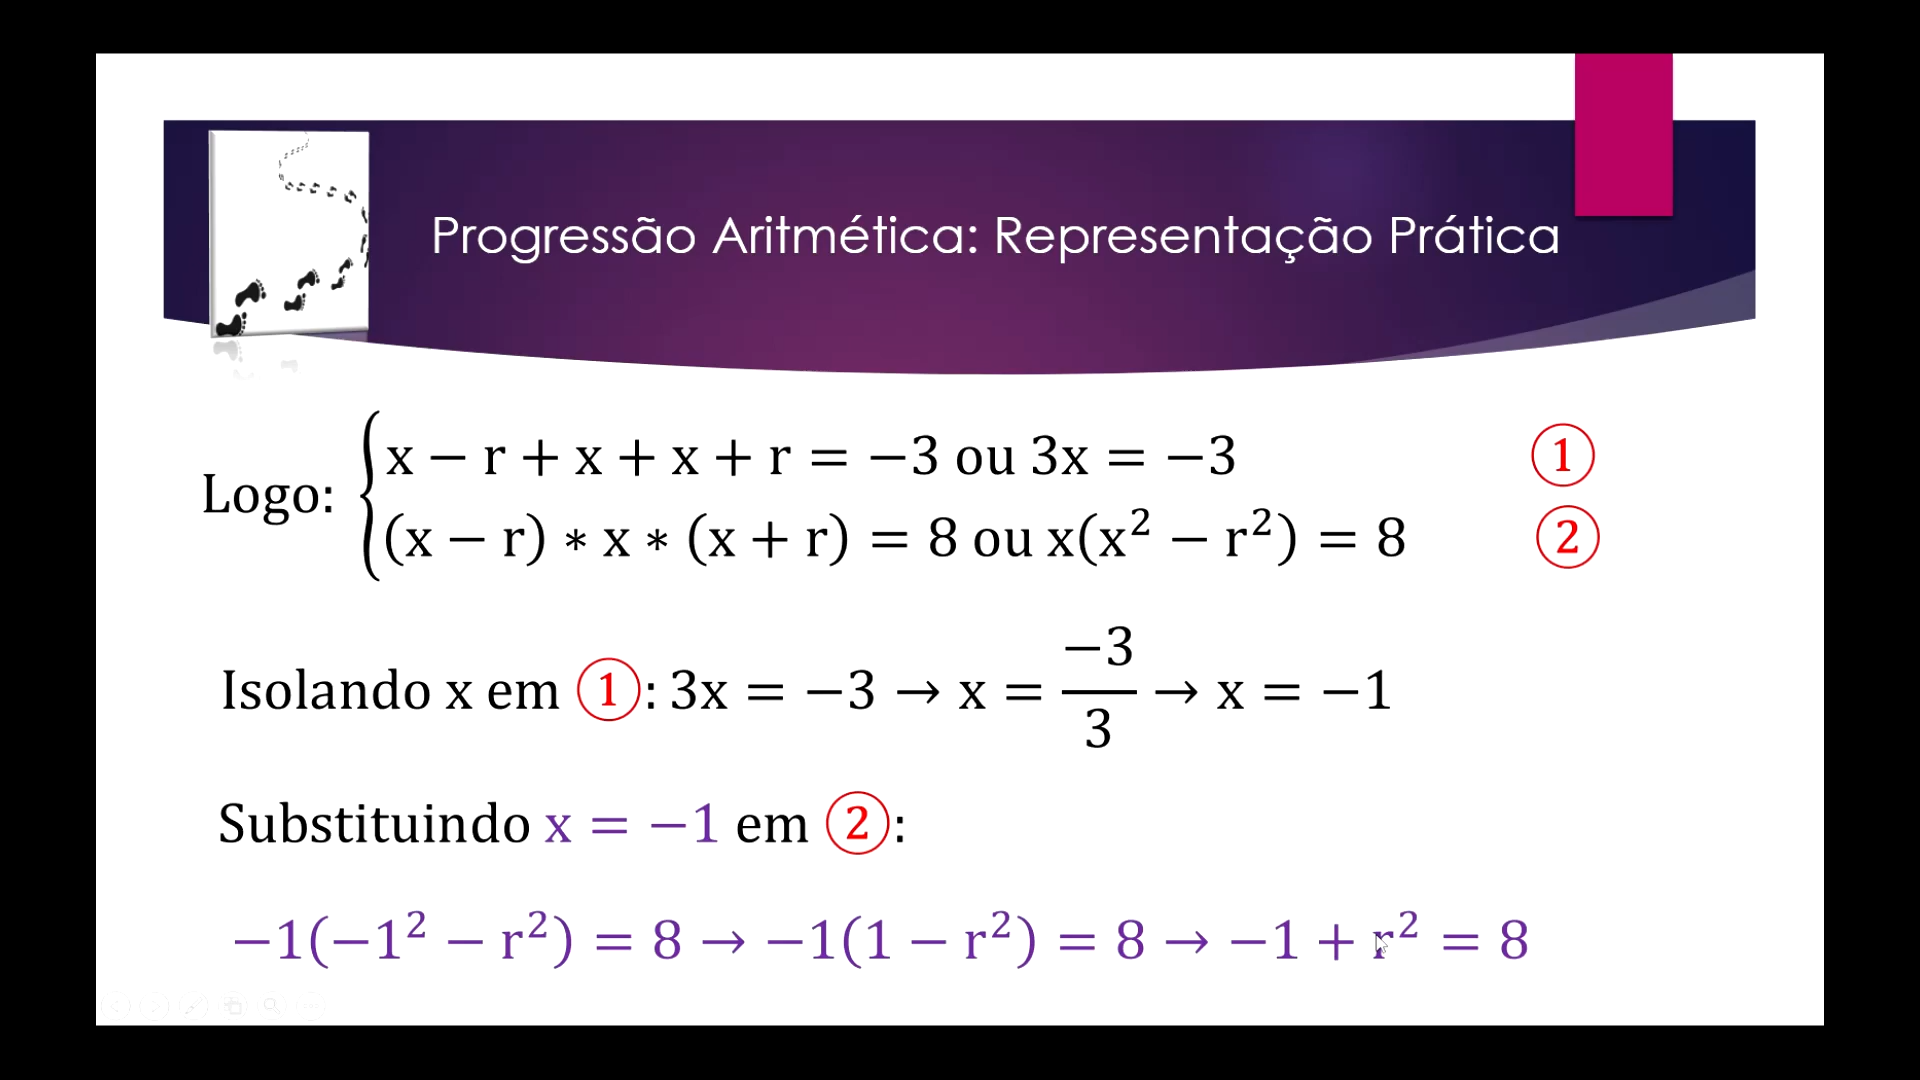 Progressão Aritmética: Representação Prática
Logo: { x − r + x + x + r = −3 ou 3x = −3 ①
(x − r) ∗ x ∗ (x + r) = 8 ou x(x² − r²) = 8 ②
Isolando x em ①: 3x = −3 → x = −3/3 → x = −1
Substituindo x = −1 em ②:
−1(−1² − r²) = 8 → −1(1 − r²) = 8 → −1 + r² = 8